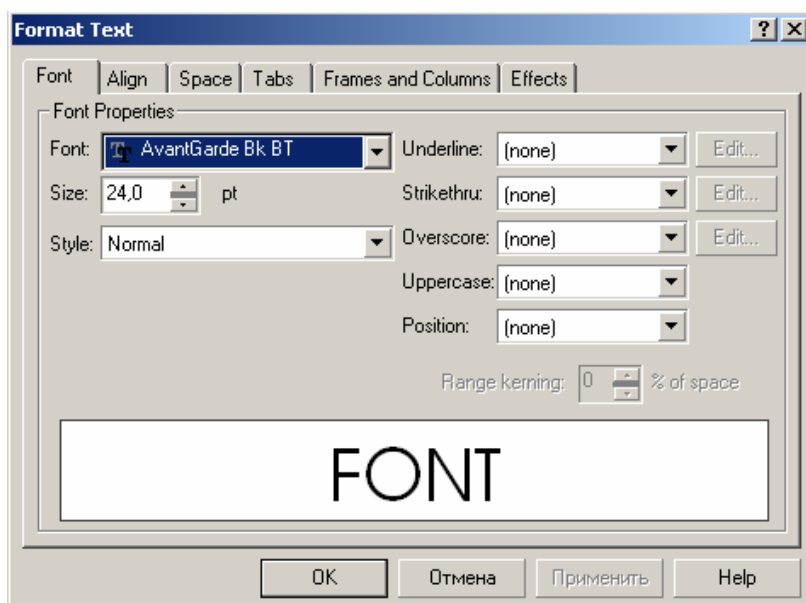 Format Text
Font Align Space Tabs Frames and Columns Effects
Font Properties
Font: AvantGarde Bk BT Underline: (none) Edit...
Size: 24,0 pt Strikethru: (none) Edit...
Style: Normal Overscore: (none) Edit...
Uppercase: (none)
Position: (none)
Range kerning: 0 % of space
FONT
OK Отмена Применить Help